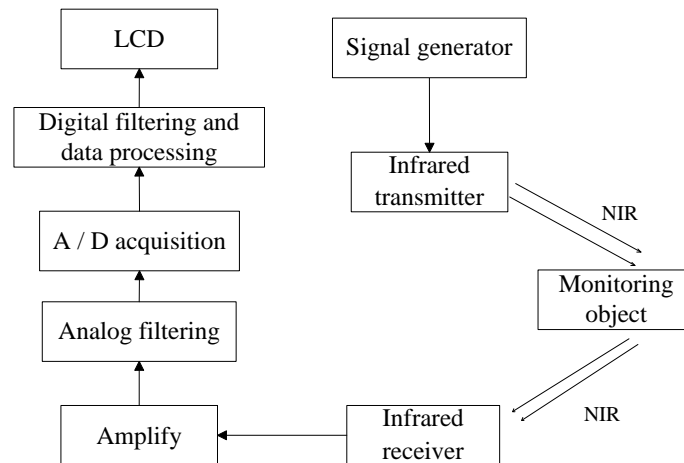 LCD
Signal generator
Digital filtering and
data processing
Infrared
transmitter
NIR
A / D acquisition
Monitoring
object
Analog filtering
NIR
Amplify
Infrared
receiver